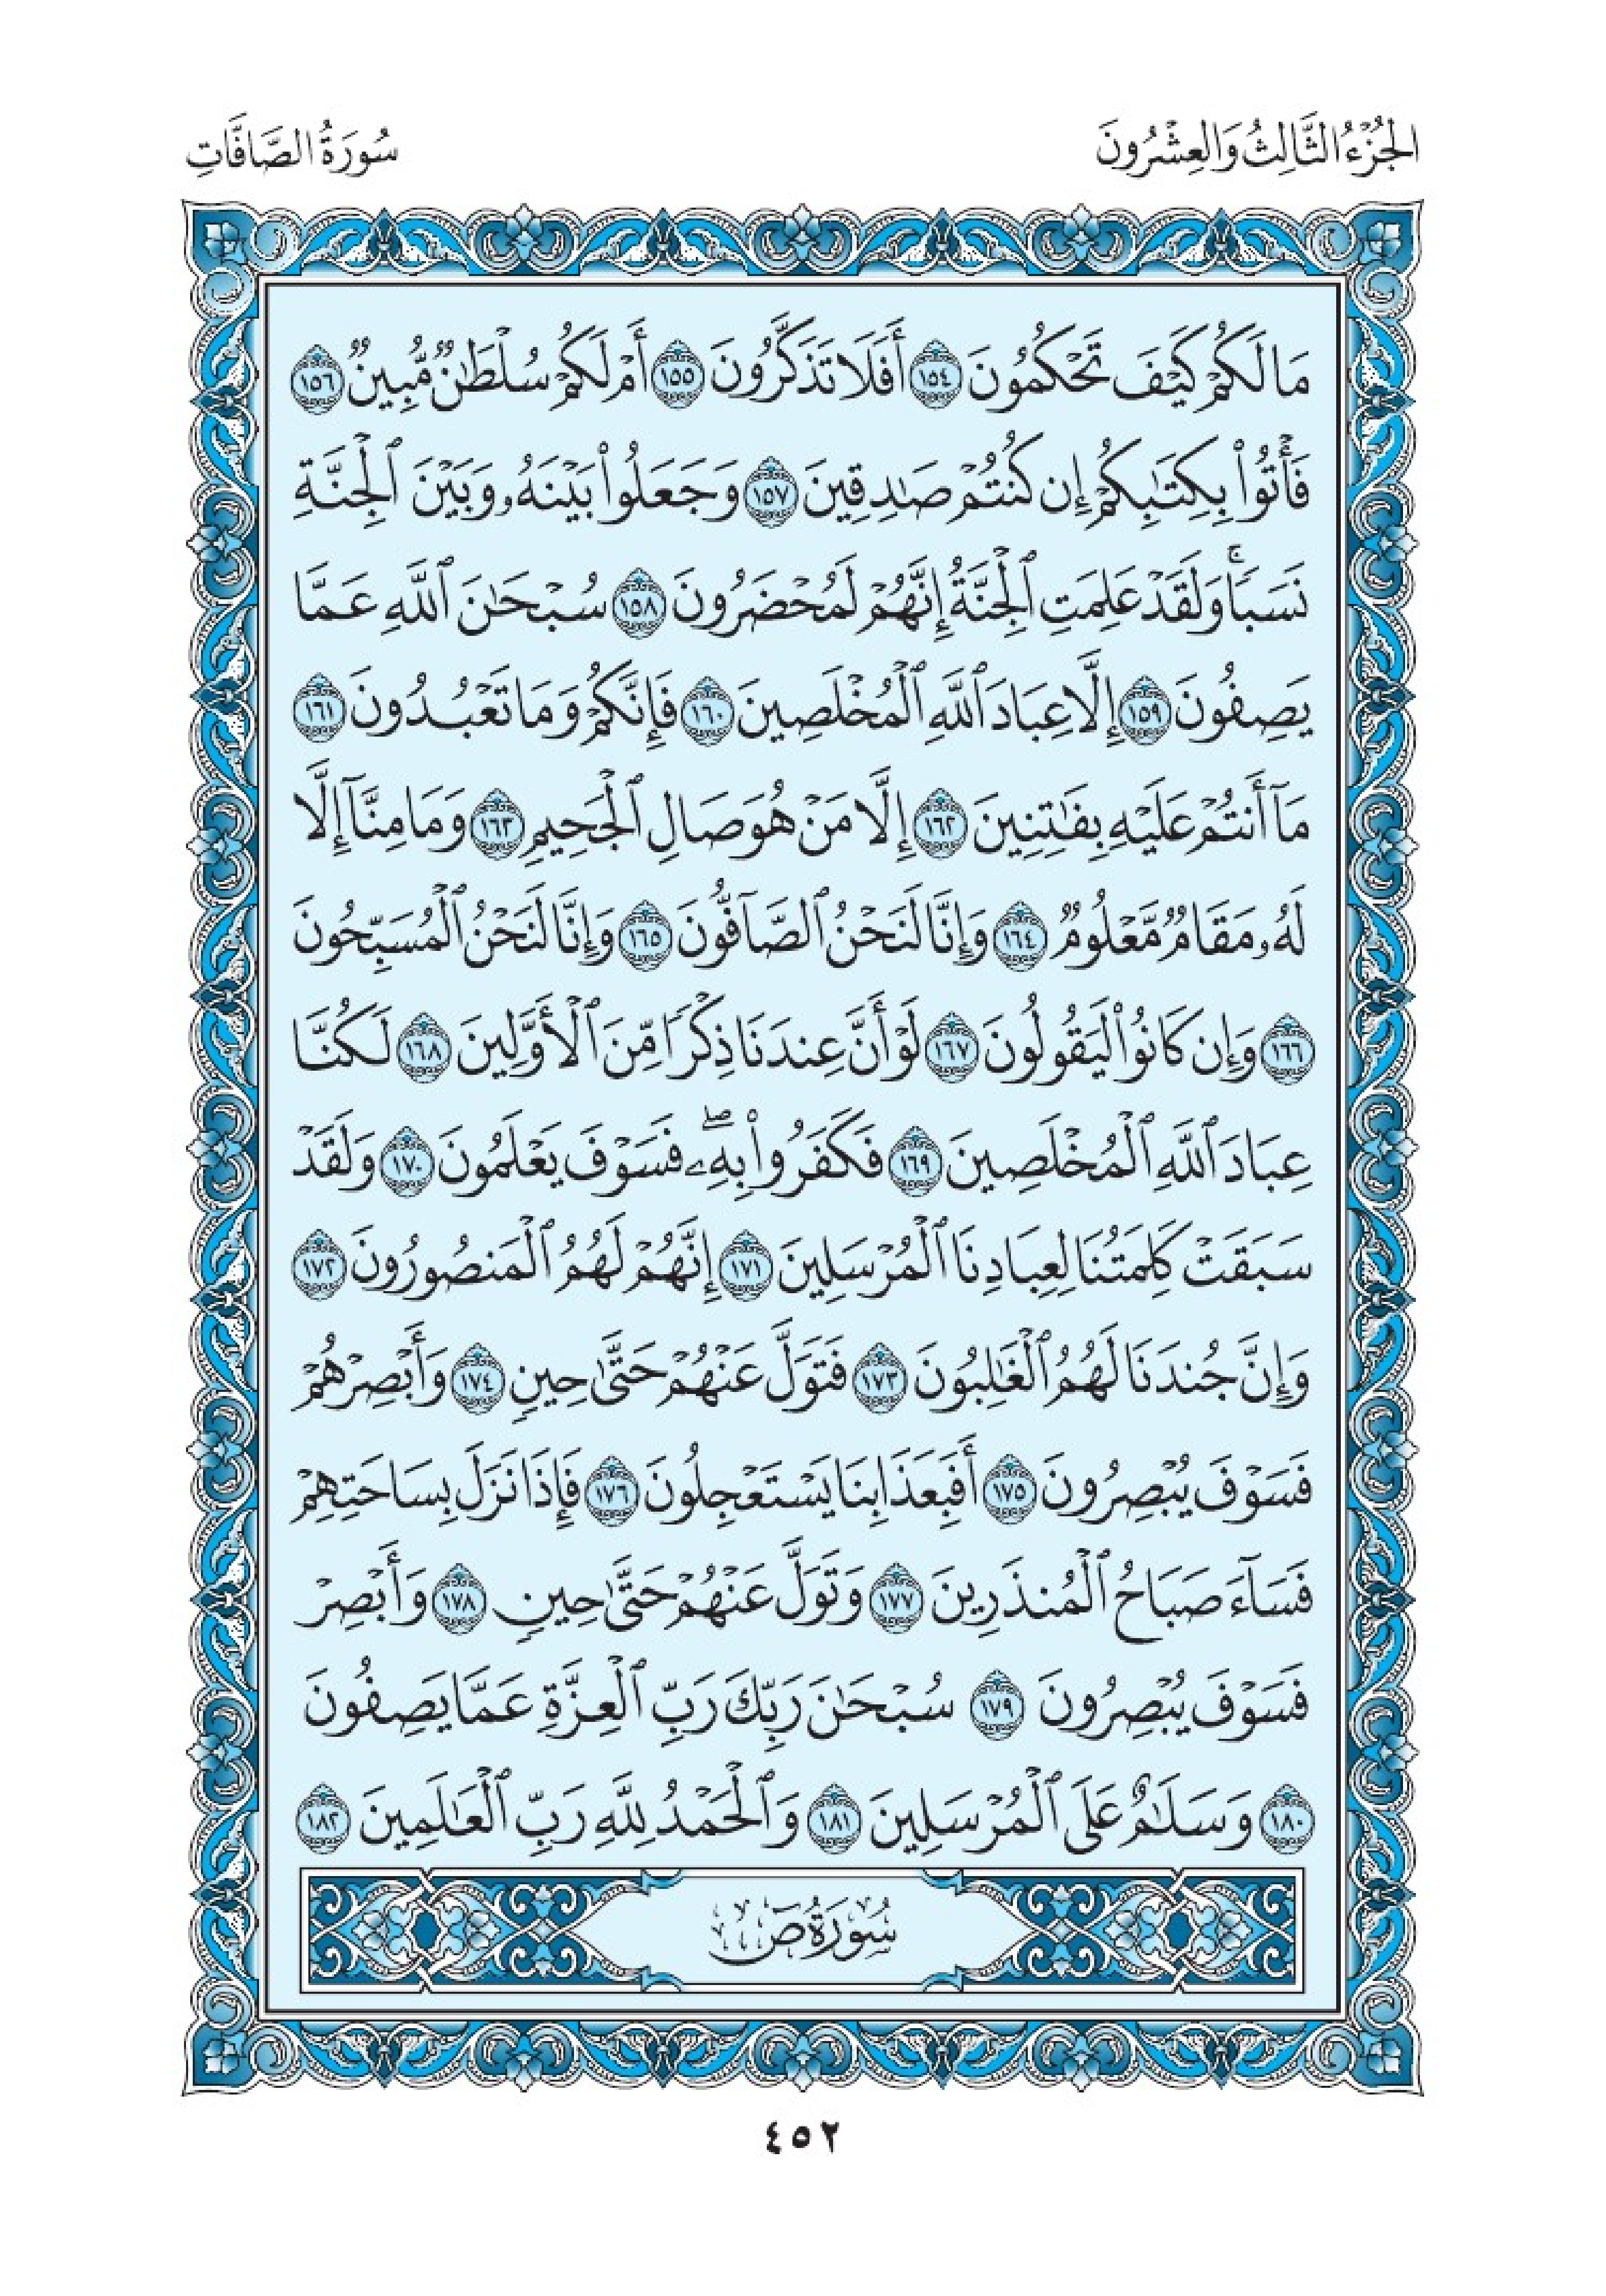 الجُزْءُ الثَّالِثُ وَالعِشْرُونَ
سُورَةُ الصَّافَّاتِ
مَا لَكُمْ كَيْفَ تَحْكُمُونَ ١٥٤ أَفَلَا تَذَكَّرُونَ ١٥٥ أَمْ لَكُمْ سُلْطَٰنٌ مُّبِينٌ ١٥٦
فَأْتُوا۟ بِكِتَٰبِكُمْ إِن كُنتُمْ صَٰدِقِينَ ١٥٧ وَجَعَلُوا۟ بَيْنَهُۥ وَبَيْنَ ٱلْجِنَّةِ
نَسَبًا ۚ وَلَقَدْ عَلِمَتِ ٱلْجِنَّةُ إِنَّهُمْ لَمُحْضَرُونَ ١٥٨ سُبْحَٰنَ ٱللَّهِ عَمَّا
يَصِفُونَ ١٥٩ إِلَّا عِبَادَ ٱللَّهِ ٱلْمُخْلَصِينَ ١٦٠ فَإِنَّكُمْ وَمَا تَعْبُدُونَ ١٦١
مَآ أَنتُمْ عَلَيْهِ بِفَٰتِنِينَ ١٦٢ إِلَّا مَنْ هُوَ صَالِ ٱلْجَحِيمِ ١٦٣ وَمَا مِنَّآ إِلَّا
لَهُۥ مَقَامٌ مَّعْلُومٌ ١٦٤ وَإِنَّا لَنَحْنُ ٱلصَّآفُّونَ ١٦٥ وَإِنَّا لَنَحْنُ ٱلْمُسَبِّحُونَ
١٦٦ وَإِن كَانُوا۟ لَيَقُولُونَ ١٦٧ لَوْ أَنَّ عِندَنَا ذِكْرًا مِّنَ ٱلْأَوَّلِينَ ١٦٨ لَكُنَّا
عِبَادَ ٱللَّهِ ٱلْمُخْلَصِينَ ١٦٩ فَكَفَرُوا۟ بِهِۦ ۖ فَسَوْفَ يَعْلَمُونَ ١٧٠ وَلَقَدْ
سَبَقَتْ كَلِمَتُنَا لِعِبَادِنَا ٱلْمُرْسَلِينَ ١٧١ إِنَّهُمْ لَهُمُ ٱلْمَنصُورُونَ ١٧٢
وَإِنَّ جُندَنَا لَهُمُ ٱلْغَٰلِبُونَ ١٧٣ فَتَوَلَّ عَنْهُمْ حَتَّىٰ حِينٍ ١٧٤ وَأَبْصِرْهُمْ
فَسَوْفَ يُبْصِرُونَ ١٧٥ أَفَبِعَذَابِنَا يَسْتَعْجِلُونَ ١٧٦ فَإِذَا نَزَلَ بِسَاحَتِهِمْ
فَسَآءَ صَبَاحُ ٱلْمُنذَرِينَ ١٧٧ وَتَوَلَّ عَنْهُمْ حَتَّىٰ حِينٍ ١٧٨ وَأَبْصِرْ
فَسَوْفَ يُبْصِرُونَ ١٧٩ سُبْحَٰنَ رَبِّكَ رَبِّ ٱلْعِزَّةِ عَمَّا يَصِفُونَ
١٨٠ وَسَلَٰمٌ عَلَى ٱلْمُرْسَلِينَ ١٨١ وَٱلْحَمْدُ لِلَّهِ رَبِّ ٱلْعَٰلَمِينَ ١٨٢
سُورَةُ صٓ
٤٥٢